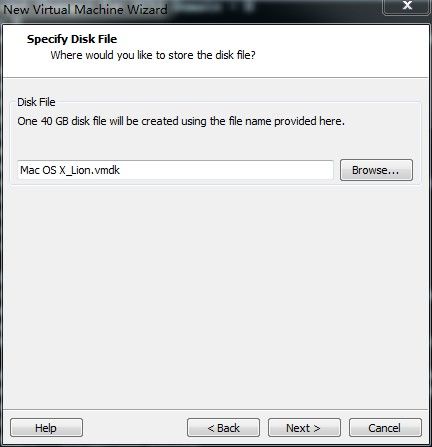 New Virtual Machine Wizard
Specify Disk File
Where would you like to store the disk file?
Disk File
One 40 GB disk file will be created using the file name provided here.
Mac OS X_Lion.vmdk
Browse...
Help
< Back
Next >
Cancel